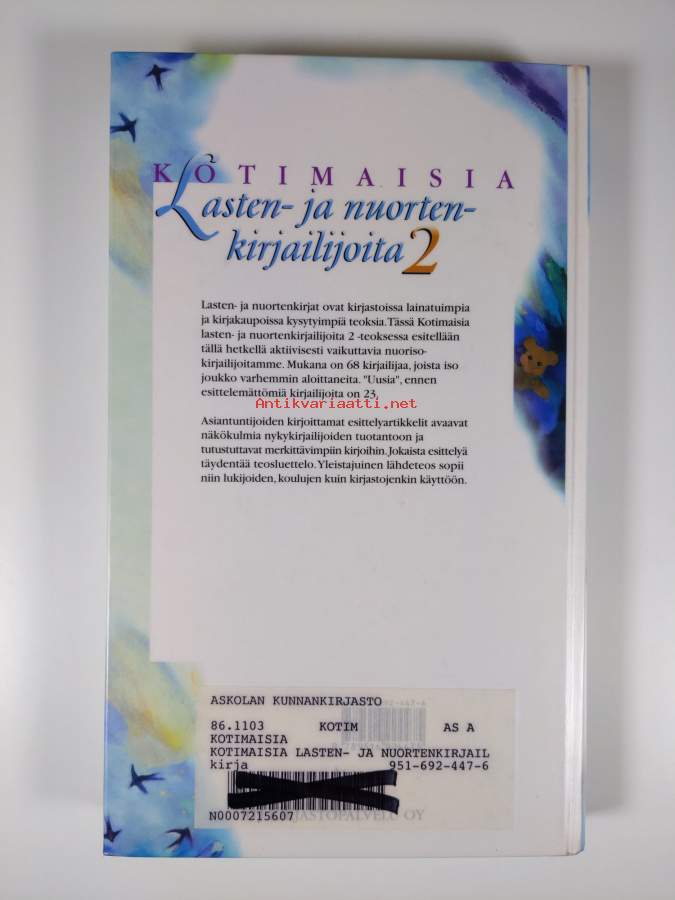 KOTIMAISIA
Lasten- ja nuorten-
kirjailijoita 2
Lasten- ja nuortenkirjat ovat kirjastoissa lainatuimpia
ja kirjakaupoissa kysytyimpiä teoksia. Tässä Kotimaisia
lasten- ja nuortenkirjailijoita 2 -teoksessa esitellään
tällä hetkellä aktiivisesti vaikuttavia nuoriso-
kirjailijoitamme. Mukana on 68 kirjailijaa, joista iso
joukko varhemmin aloittaneita. "Uusia", ennen
esittelemättömiä kirjailijoita on 23,
Antikvariaatti.net
Asiantuntijoiden kirjoittamat esittelyartikkelit avaavat
näkökulmia nykykirjailijoiden tuotantoon ja
tutustuttavat merkittävimpiin kirjoihin. Jokaista esittelyä
täydentää teosluettelo. Yleistajuinen lähdeteos sopii
niin lukijoiden, koulujen kuin kirjastojenkin käyttöön.
ASKOLAN KUNNANKIRJASTO
86.1103 KOTIM AS A
KOTIMAISIA
KOTIMAISIA LASTEN- JA NUORTENKIRJAIL
kirja 951-692-447-6
N0007215607 JASTOPALVELU OY